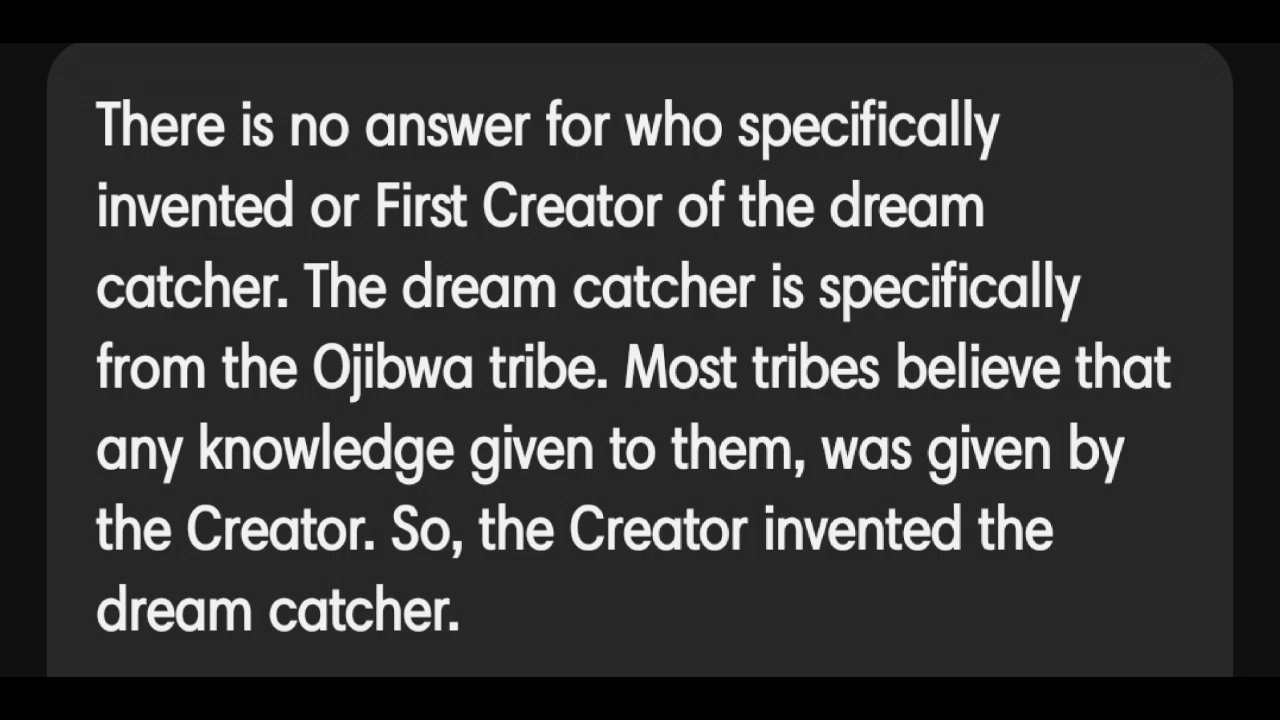 There is no answer for who specifically
invented or First Creator of the dream
catcher. The dream catcher is specifically
from the Ojibwa tribe. Most tribes believe that
any knowledge given to them, was given by
the Creator. So, the Creator invented the
dream catcher.